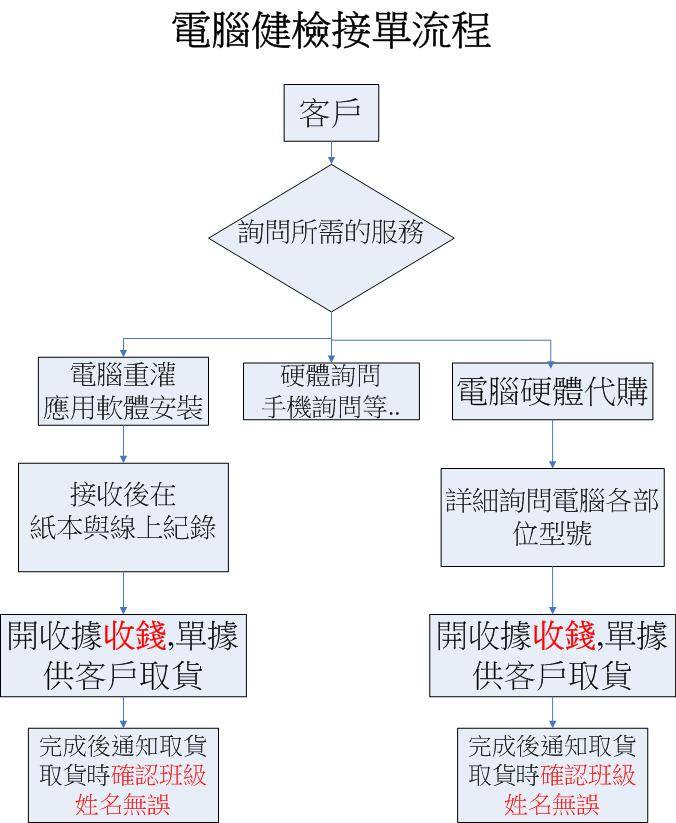 電腦健檢接單流程
客戶
詢問所需的服務
電腦重灌
應用軟體安裝
硬體詢問
手機詢問等..
電腦硬體代購
接收後在
紙本與線上紀錄
詳細詢問電腦各部
位型號
開收據收錢,單據
供客戶取貨
開收據收錢,單據
供客戶取貨
完成後通知取貨
取貨時確認班級
姓名無誤
完成後通知取貨
取貨時確認班級
姓名無誤